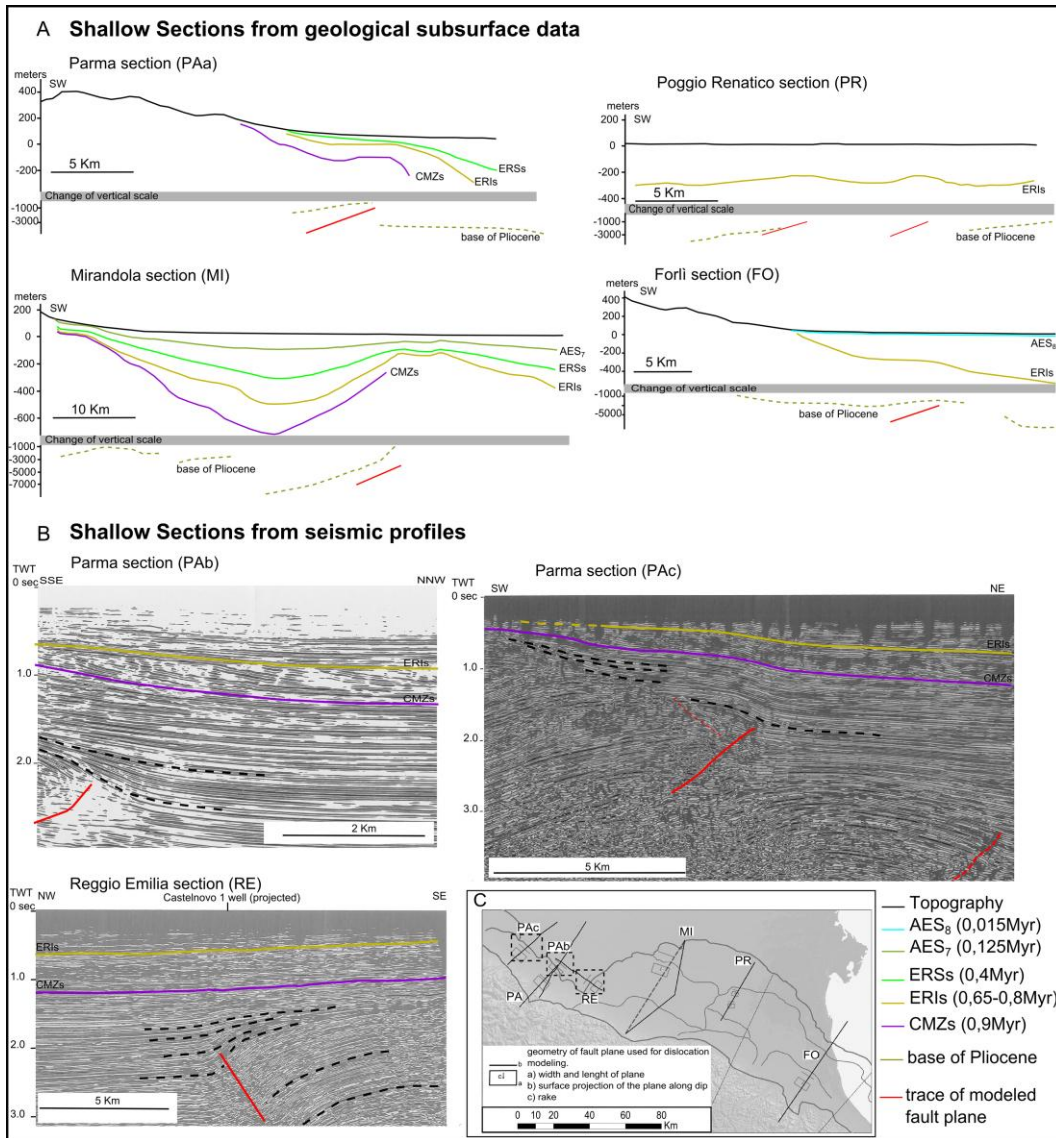 A Shallow Sections from geological subsurface data
Parma section (PAa)
meters
SW
400
200
0
-200
5 Km
CMZs
ERSs
ERIs
Change of vertical scale
-1000
-3000
base of Pliocene
Poggio Renatico section (PR)
meters
SW
200
0
-200
-400
5 Km
ERIs
Change of vertical scale
-1000
-3000
base of Pliocene
Mirandola section (MI)
meters
SW
200
0
-200
-400
-600
10 Km
CMZs
AES7
ERSs
ERIs
Change of vertical scale
-1000
-3000
-5000
-7000
base of Pliocene
Forlì section (FO)
meters
SW
400
200
0
-200
-400
5 Km
AES8
ERIs
Change of vertical scale
-1000
-5000
base of Pliocene
B Shallow Sections from seismic profiles
Parma section (PAb)
TWT
0 sec
SSE
NNW
1.0
2.0
ERIs
CMZs
2 Km
Parma section (PAc)
TWT
0 sec
SW
NE
1.0
2.0
3.0
ERIs
CMZs
5 Km
Reggio Emilia section (RE)
Castelnovo 1 well (projected)
TWT
0 sec
NW
SE
ERIs
1.0
CMZs
2.0
3.0
5 Km
C
PAc
PAb
PA
RE
MI
PR
FO
geometry of fault plane used for dislocation
modeling.
a) width and lenght of plane
b) surface projection of the plane along dip
c) rake
b
a
0 10 20 40 60 80
Km
Topography
AES8 (0,015Myr)
AES7 (0,125Myr)
ERSs (0,4Myr)
ERIs (0,65-0,8Myr)
CMZs (0,9Myr)
base of Pliocene
trace of modeled
fault plane